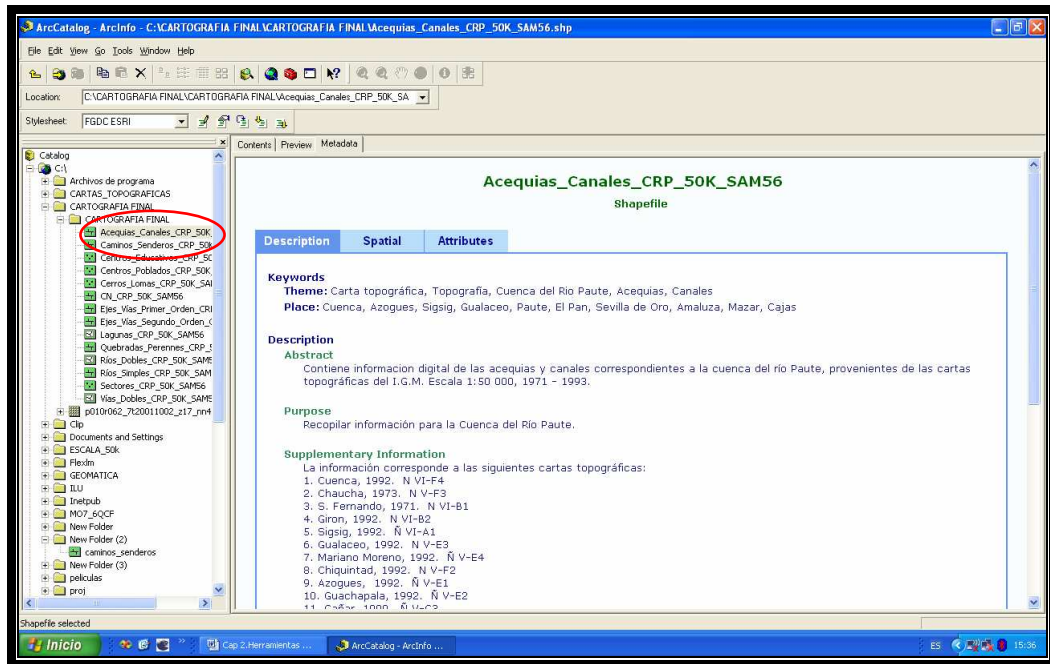 ArcCatalog - ArcInfo - C:\CARTOGRAFIA FINAL\CARTOGRAFIA FINAL\Acequias_Canales_CRP_50K_SAM56.shp
File Edit View Go Tools Window Help
Location: C:\CARTOGRAFIA FINAL\CARTOGRAFIA FINAL\Acequias_Canales_CRP_50K_SA
Stylesheet: FGDC ESRI
Contents Preview Metadata
Catalog
C:\
Archivos de programa
CARTAS_TOPOGRAFICAS
CARTOGRAFIA FINAL
CARTOGRAFIA FINAL
Acequias_Canales_CRP_50K_
Caminos_Senderos_CRP_50K
Centros_Educativos_CRP_50
Centros_Poblados_CRP_50K_
Cerros_Lomas_CRP_50K_SA
CN_CRP_50K_SAM56
Ejes_Vias_Primer_Orden_CR
Ejes_Vias_Segundo_Orden_
Lagunas_CRP_50K_SAM56
Quebradas_Perennes_CRP_5
Ríos_Dobles_CRP_50K_SAM5
Ríos_Simples_CRP_50K_SAM
Sectores_CRP_50K_SAM56
Vías_Dobles_CRP_50K_SAM5
p010r062_7t20011002_z17_nn4
Clip
Documents and Settings
ESCALA_50k
Flexlm
GEOMATICA
ILU
Inetpub
MO7_6QCF
New Folder
New Folder (2)
caminos_senderos
New Folder (3)
peliculas
proj
Acequias_Canales_CRP_50K_SAM56
Shapefile
Description Spatial Attributes
Keywords
Theme: Carta topográfica, Topografia, Cuenca del Rio Paute, Acequias, Canales
Place: Cuenca, Azogues, Sigsig, Gualaceo, Paute, El Pan, Sevilla de Oro, Amaluza, Mazar, Cajas
Description
Abstract
Contiene informacion digital de las acequias y canales correspondientes a la cuenca del río Paute, provenientes de las cartas
topográficas del I.G.M. Escala 1:50 000, 1971 - 1993.
Purpose
Recopilar información para la Cuenca del Río Paute.
Supplementary Information
La información corresponde a las siguientes cartas topográficas:
1. Cuenca, 1992. N VI-F4
2. Chaucha, 1973. N V-F3
3. S. Fernando, 1971. N VI-B1
4. Giron, 1992. N VI-B2
5. Sigsig, 1992. Ñ VI-A1
6. Gualaceo, 1992. N V-E3
7. Mariano Moreno, 1992. Ñ V-E4
8. Chiquintad, 1992. N V-F2
9. Azogues, 1992. Ñ V-E1
10. Guachapala, 1992. Ñ V-E2
11. Cañar, Ñ V-C3
Shapefile selected
Inicio
Cap 2.Herramientas ...
ArcCatalog - ArcInfo ...
ES
15:36